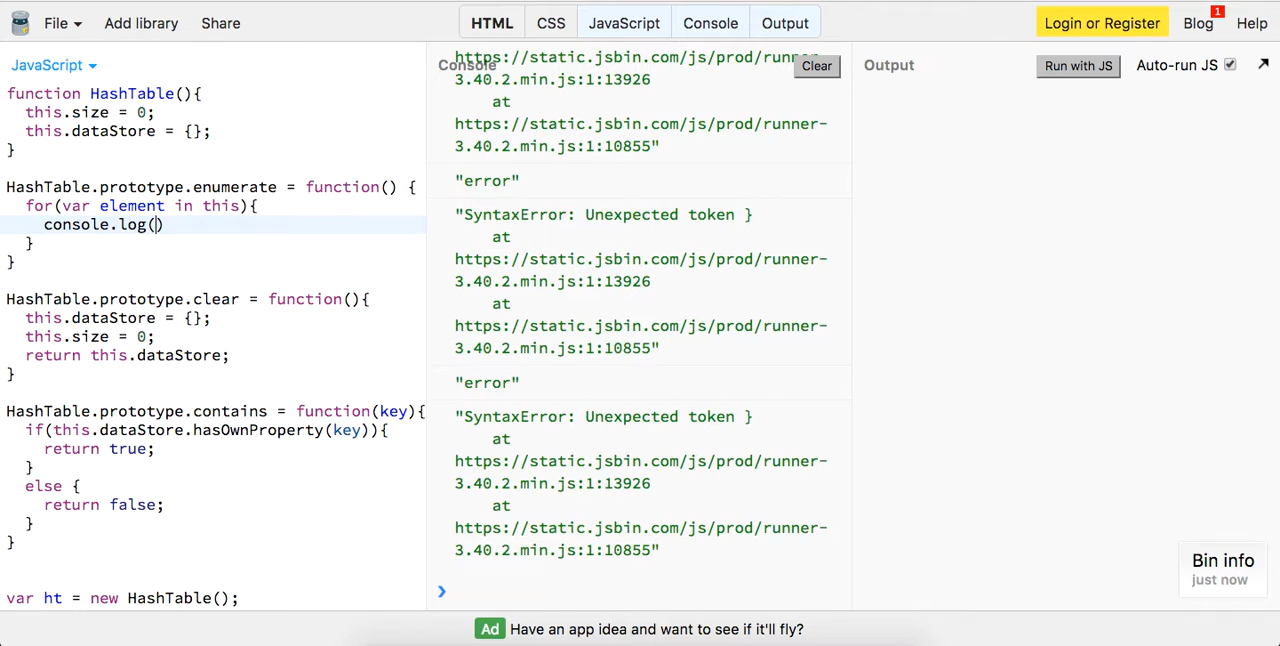 File Add library Share HTML CSS JavaScript Console Output Login or Register Blog 1 Help
JavaScript
function HashTable(){
this.size = 0;
this.dataStore = {};
}
HashTable.prototype.enumerate = function() {
for(var element in this){
console.log()
}
}
HashTable.prototype.clear = function(){
this.dataStore = {};
this.size = 0;
return this.dataStore;
}
HashTable.prototype.contains = function(key){
if(this.dataStore.hasOwnProperty(key)){
return true;
}
else {
return false;
}
}
var ht = new HashTable();
Console
Clear
https://static.jsbin.com/js/prod/runner-
3.40.2.min.js:1:13926
at
https://static.jsbin.com/js/prod/runner-
3.40.2.min.js:1:10855"
"error"
"SyntaxError: Unexpected token }
at
https://static.jsbin.com/js/prod/runner-
3.40.2.min.js:1:13926
at
https://static.jsbin.com/js/prod/runner-
3.40.2.min.js:1:10855"
"error"
"SyntaxError: Unexpected token }
at
https://static.jsbin.com/js/prod/runner-
3.40.2.min.js:1:13926
at
https://static.jsbin.com/js/prod/runner-
3.40.2.min.js:1:10855"
Output
Run with JS Auto-run JS
Bin info
just now
Ad Have an app idea and want to see if it'll fly?